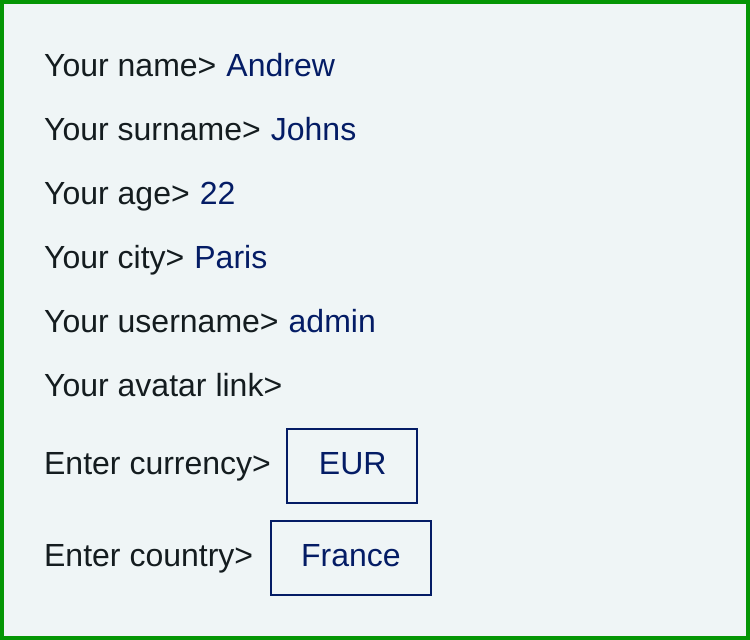 Your name> Andrew
Your surname> Johns
Your age> 22
Your city> Paris
Your username> admin
Your avatar link>
Enter currency> EUR
Enter country> France